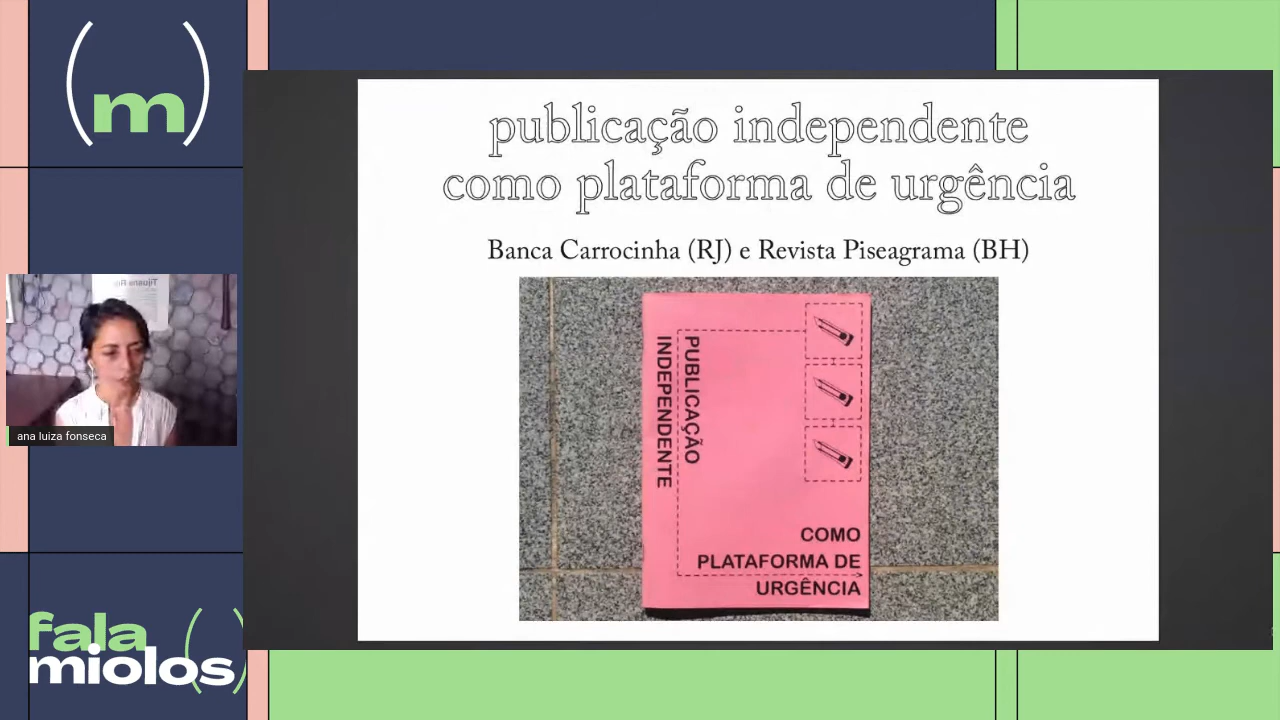 (m)
publicação independente
como plataforma de urgência
Banca Carrocinha (RJ) e Revista Piseagrama (BH)
PUBLICAÇÃO
INDEPENDENTE
COMO
PLATAFORMA DE
URGÊNCIA
Tijuana
ana luiza fonseca
fala
miolos()